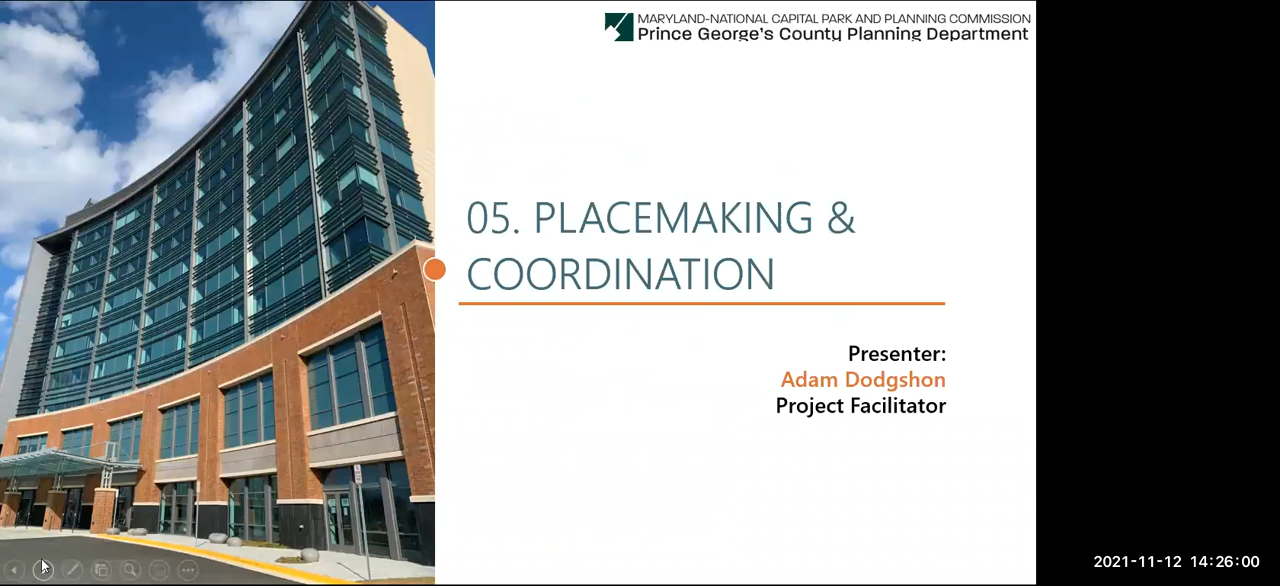 MARYLAND-NATIONAL CAPITAL PARK AND PLANNING COMMISSION
Prince George's County Planning Department
05. PLACEMAKING &
COORDINATION
Presenter:
Adam Dodgshon
Project Facilitator
2021-11-12 14:26:00